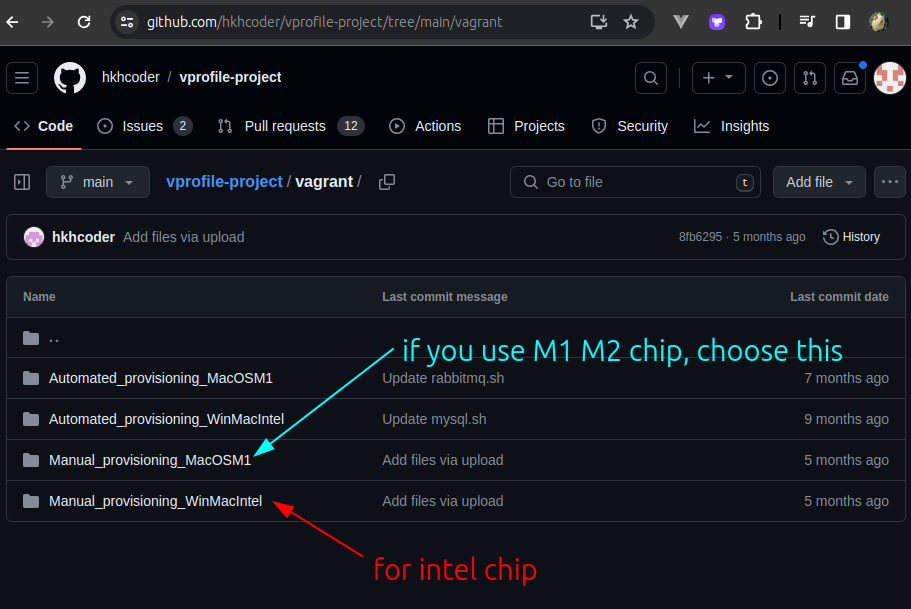 github.com/hkhcoder/vprofile-project/tree/main/vagrant
hkhcoder / vprofile-project
Code Issues 2 Pull requests 12 Actions Projects Security Insights
main vprofile-project / vagrant / Go to file t Add file
hkhcoder Add files via upload 8fb6295 · 5 months ago History
Name Last commit message Last commit date
..
if you use M1 M2 chip, choose this
Automated_provisioning_MacOSM1 Update rabbitmq.sh 7 months ago
Automated_provisioning_WinMacIntel Update mysql.sh 9 months ago
Manual_provisioning_MacOSM1 Add files via upload 5 months ago
Manual_provisioning_WinMacIntel Add files via upload 5 months ago
for intel chip